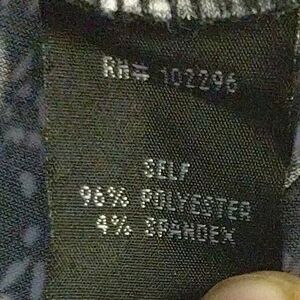 RN# 102296
SELF
96% POLYESTER
4% SPANDEX